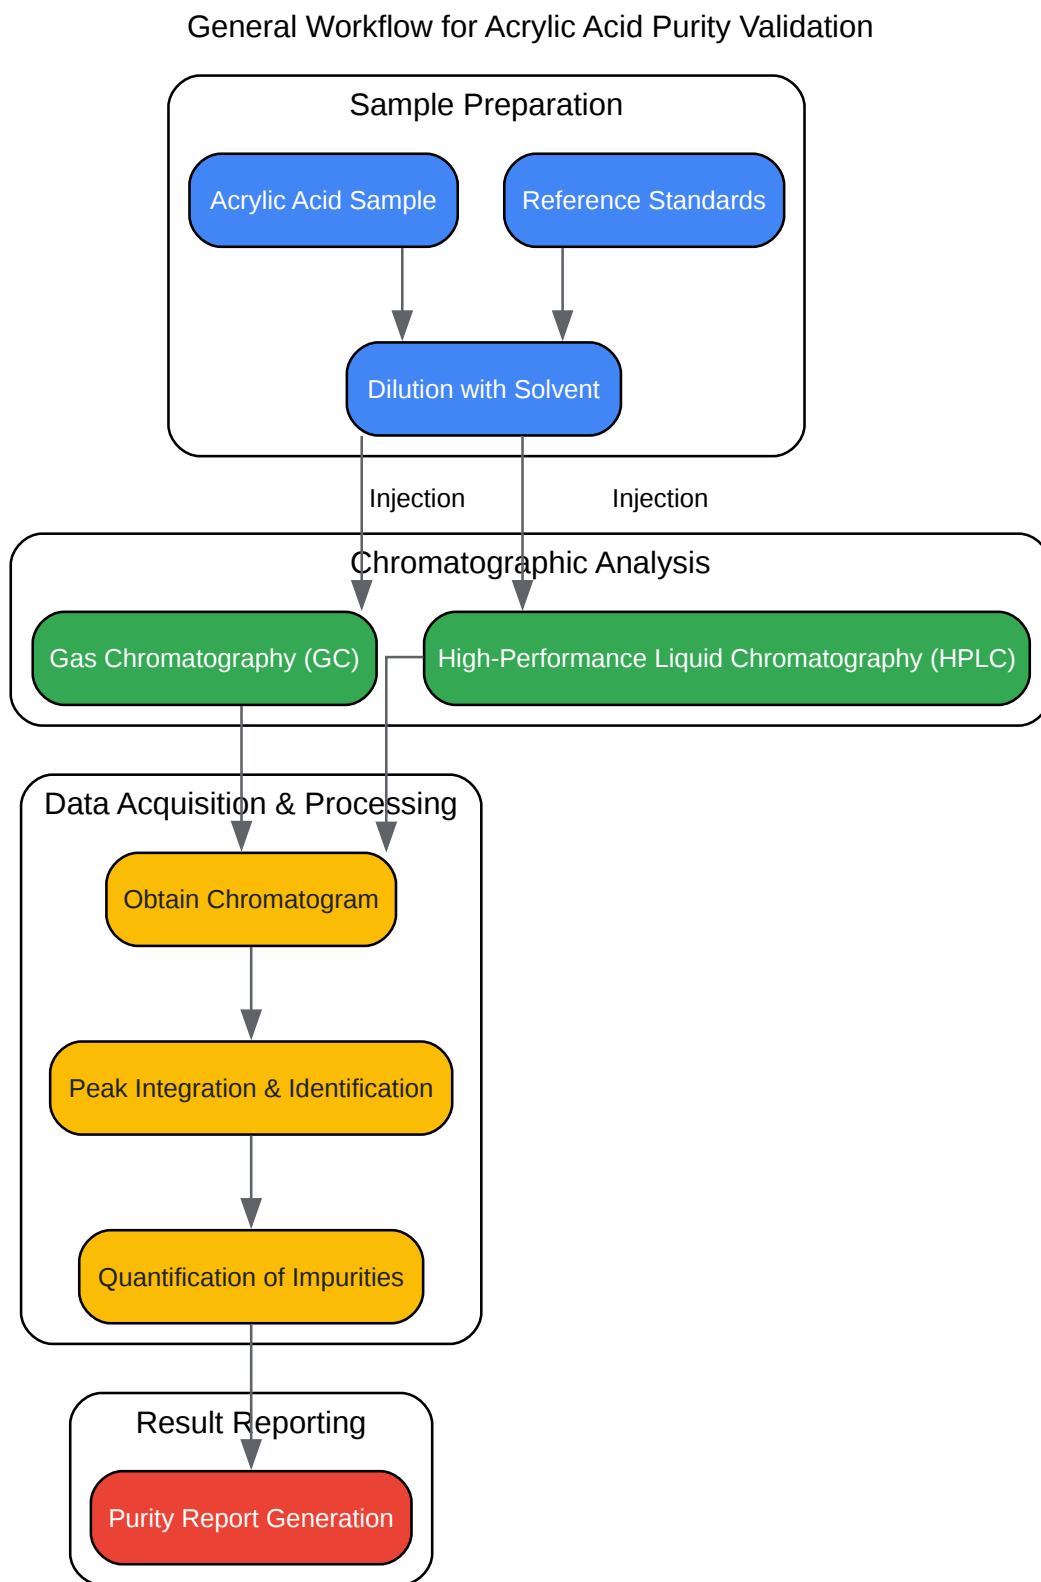 General Workflow for Acrylic Acid Purity Validation
Sample Preparation
Acrylic Acid Sample
Reference Standards
Dilution with Solvent
Injection
Injection
Chromatographic Analysis
Gas Chromatography (GC)
High-Performance Liquid Chromatography (HPLC)
Data Acquisition & Processing
Obtain Chromatogram
Peak Integration & Identification
Quantification of Impurities
Result Reporting
Purity Report Generation